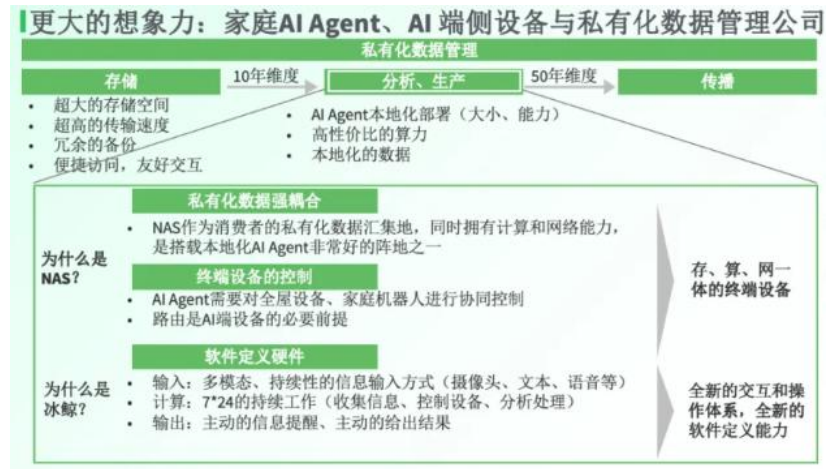 更大的想象力：家庭AI Agent、AI 端侧设备与私有化数据管理公司
私有化数据管理
存储
10年维度
分析、生产
50年维度
传播
• 超大的存储空间
• 超高的传输速度
• 冗余的备份
• 便捷访问，友好交互
• AI Agent本地化部署（大小、能力）
• 高性价比的算力
• 本地化的数据
为什么是
NAS？
私有化数据强耦合
• NAS作为消费者的私有化数据汇集地，同时拥有计算和网络能力，
是搭载本地化AI Agent非常好的阵地之一
终端设备的控制
• AI Agent需要对全屋设备、家庭机器人进行协同控制
• 路由是AI端设备的必要前提
存、算、网一
体的终端设备
为什么是
冰鲸？
软件定义硬件
• 输入：多模态、持续性的信息输入方式（摄像头、文本、语音等）
• 计算：7*24的持续工作（收集信息、控制设备、分析处理）
• 输出：主动的信息提醒、主动的给出结果
全新的交互和操
作体系，全新的
软件定义能力